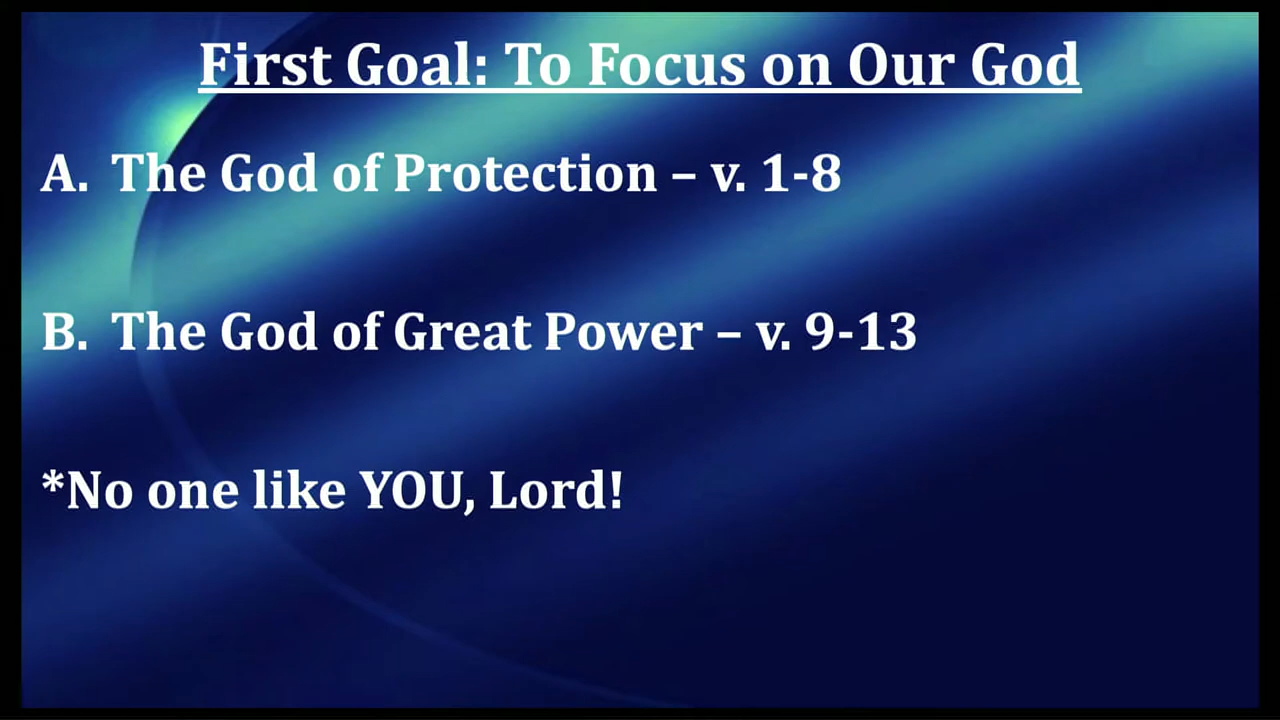 First Goal: To Focus on Our God
A. The God of Protection – v. 1-8
B. The God of Great Power – v. 9-13
*No one like YOU, Lord!